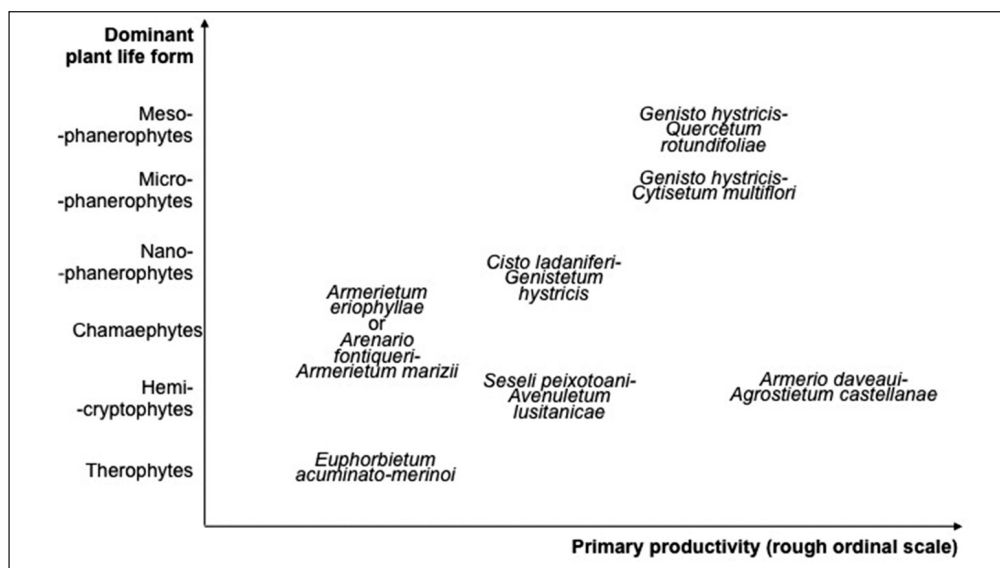 Dominant
plant life form
Meso-
-phanerophytes
Genisto hystricis-
Quercetum
rotundifoliae
Micro-
-phanerophytes
Genisto hystricis-
Cytisetum multiflori
Nano-
-phanerophytes
Cisto ladaniferi-
Genistetum
hystricis
Chamaephytes
Armerietum
eriophyllae
or
Arenario
fontiqueri-
Armerietum marizii
Hemi-
-cryptophytes
Seseli peixotoani-
Avenuletum
lusitanicae
Armerio daveaui-
Agrostietum castellanae
Therophytes
Euphorbietum
acuminato-merinoi
Primary productivity (rough ordinal scale)